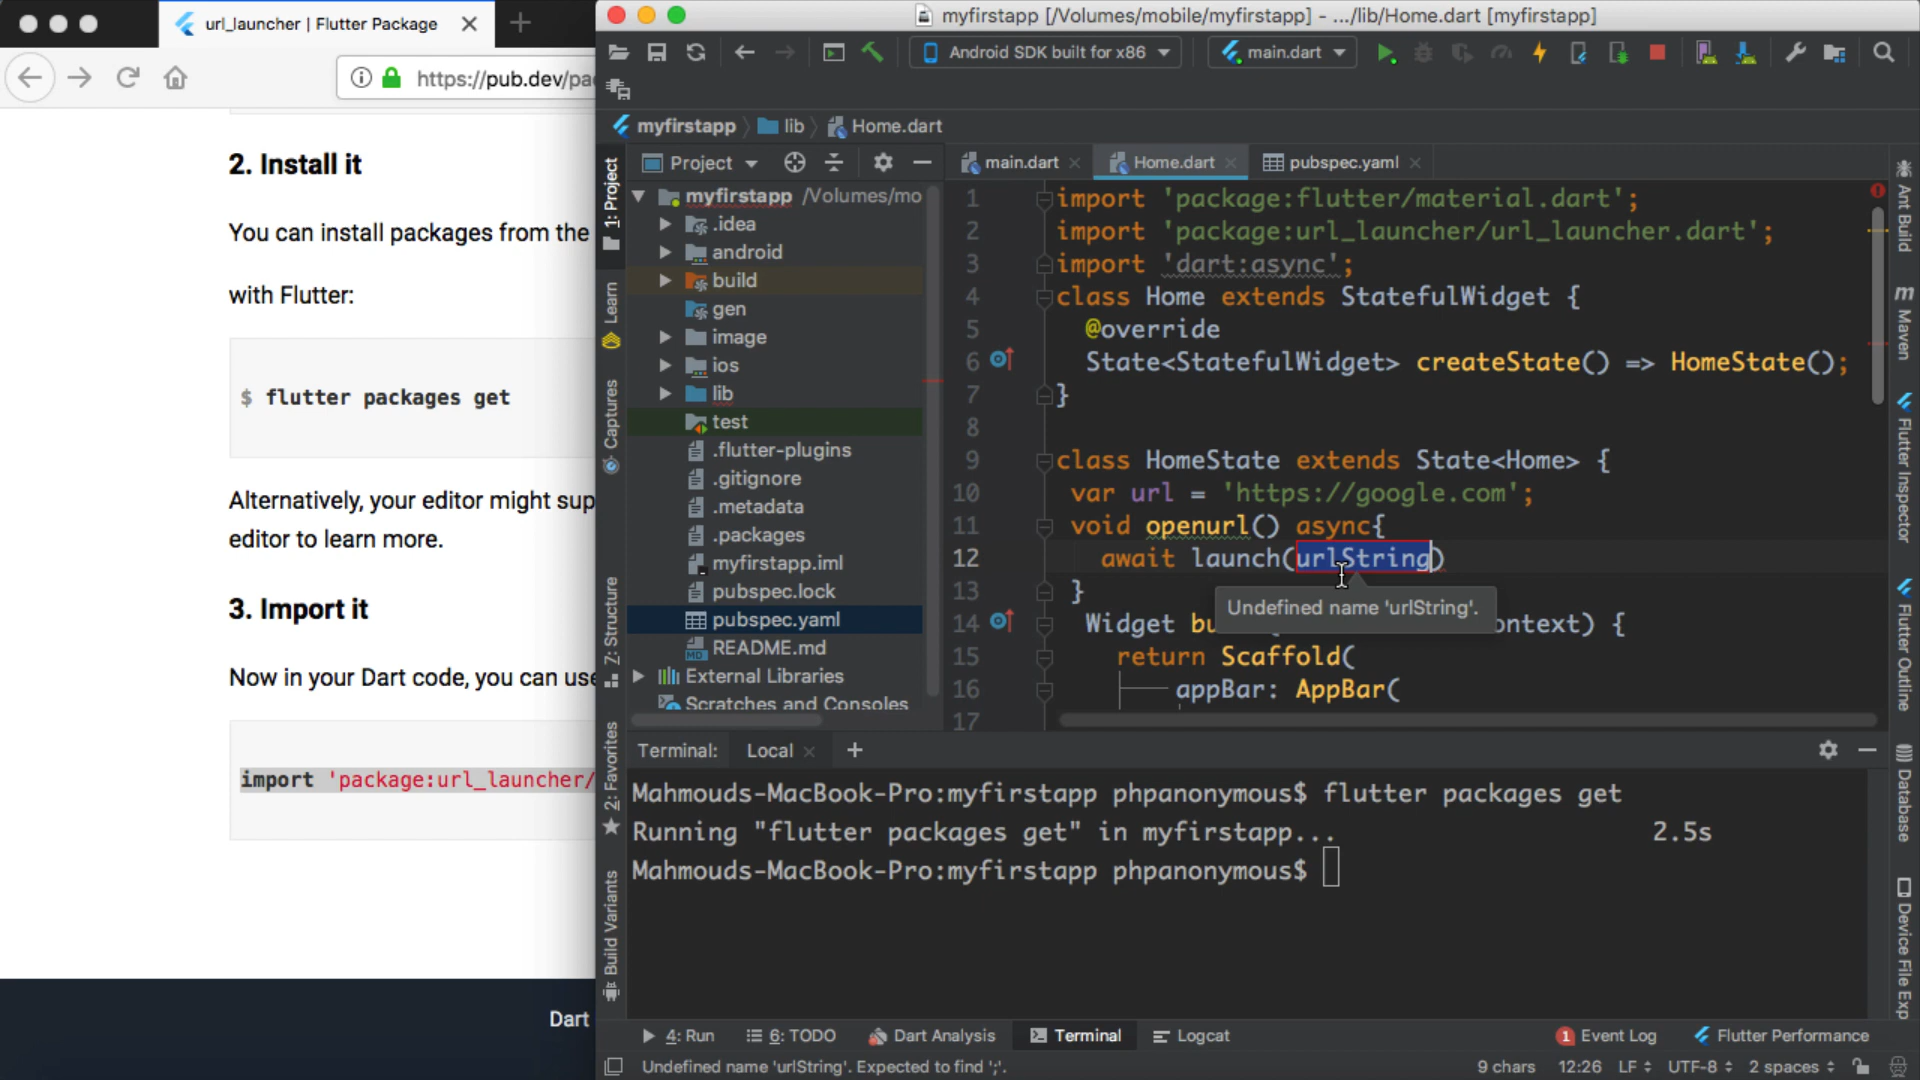 url_launcher | Flutter Package
https://pub.dev/pac
2. Install it
You can install packages from the
with Flutter:
$ flutter packages get
Alternatively, your editor might sup
editor to learn more.
3. Import it
Now in your Dart code, you can use
import 'package:url_launcher/
Dart
myfirstapp [/Volumes/mobile/myfirstapp] - .../lib/Home.dart [myfirstapp]
Android SDK built for x86
main.dart
myfirstapp
lib
Home.dart
Project
main.dart
Home.dart
pubspec.yaml
1: Project
Learn
Captures
Z: Structure
2: Favorites
Build Variants
myfirstapp /Volumes/mo
.idea
android
build
gen
image
ios
lib
test
.flutter-plugins
.gitignore
.metadata
.packages
myfirstapp.iml
pubspec.lock
pubspec.yaml
README.md
External Libraries
Scratches and Consoles
1 import 'package:flutter/material.dart';
2 import 'package:url_launcher/url_launcher.dart';
3 import 'dart:async';
4 class Home extends StatefulWidget {
5 @override
6 State<StatefulWidget> createState() => HomeState();
7 }
8
9 class HomeState extends State<Home> {
10 var url = 'https://google.com';
11 void openurl() async{
12 await launch(urlString)
13 }
Undefined name 'urlString'.
14 Widget bu ontext) {
15 return Scaffold(
16 appBar: AppBar(
17
Ant Build
m Maven
Flutter Inspector
Flutter Outline
Database
Device File Exp
Terminal: Local
Mahmouds-MacBook-Pro:myfirstapp phpanonymous$ flutter packages get
Running "flutter packages get" in myfirstapp... 2.5s
Mahmouds-MacBook-Pro:myfirstapp phpanonymous$
4: Run
6: TODO
Dart Analysis
Terminal
Logcat
1 Event Log
Flutter Performance
Undefined name 'urlString'. Expected to find ';'.
9 chars 12:26 LF UTF-8 2 spaces